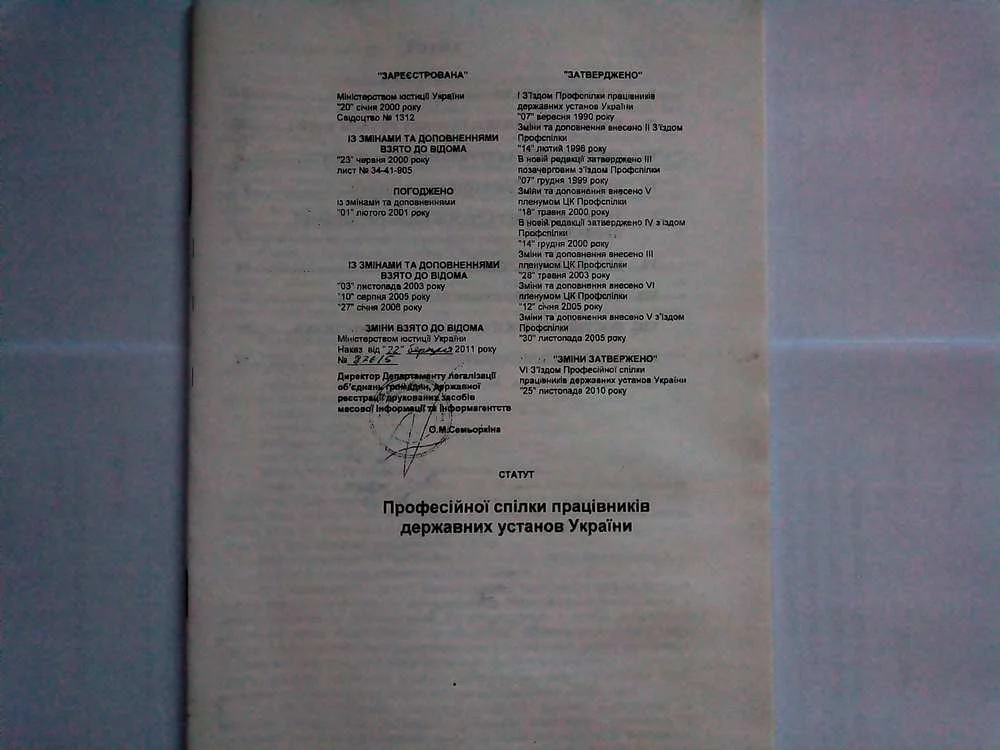 "ЗАРЕЄСТРОВАНА"
Міністерством юстиції України
"20" січня 2000 року
Свідоцтво № 1312
ІЗ ЗМІНАМИ ТА ДОПОВНЕННЯМИ
ВЗЯТО ДО ВІДОМА
"23" червня 2000 року
лист № 34-41-905
ПОГОДЖЕНО
із змінами та доповненнями
"01" лютого 2001 року
ІЗ ЗМІНАМИ ТА ДОПОВНЕННЯМИ
ВЗЯТО ДО ВІДОМА
"03" листопада 2003 року
"10" серпня 2005 року
"27" січня 2006 року
ЗМІНИ ВЗЯТО ДО ВІДОМА
Міністерством юстиції України
Наказ від "22" березня 2011 року
№
Директор Департаменту легалізації
об'єднань громадян, державної
реєстрації друкованих засобів
масової інформації та інформагентств
О.М.Семьоркіна
"ЗАТВЕРДЖЕНО"
І З'їздом Профспілки працівників
державних установ України
"07" вересня 1990 року
Зміни та доповнення внесено ІІ З'їздом
Профспілки
"14" лютий 1996 року
В новій редакції затверджено ІІІ
позачерговим з'їздом Профспілки
"07" грудня 1999 року
Зміни та доповнення внесено V
пленумом ЦК Профспілки
"18" травня 2000 року
В новій редакції затверджено IV з'їздом
Профспілки
"14" грудня 2000 року
Зміни та доповнення внесено ІІІ
пленумом ЦК Профспілки
"28" травня 2003 року
Зміни та доповнення внесено VI
пленумом ЦК Профспілки
"12" січня 2005 року
Зміни та доповнення внесено V з'їздом
Профспілки
"30" листопада 2005 року
"ЗМІНИ ЗАТВЕРЖЕНО"
VI З'їздом Професійної спілки
працівників державних установ України
"25" листопада 2010 року
СТАТУТ
Професійної спілки працівників
державних установ України